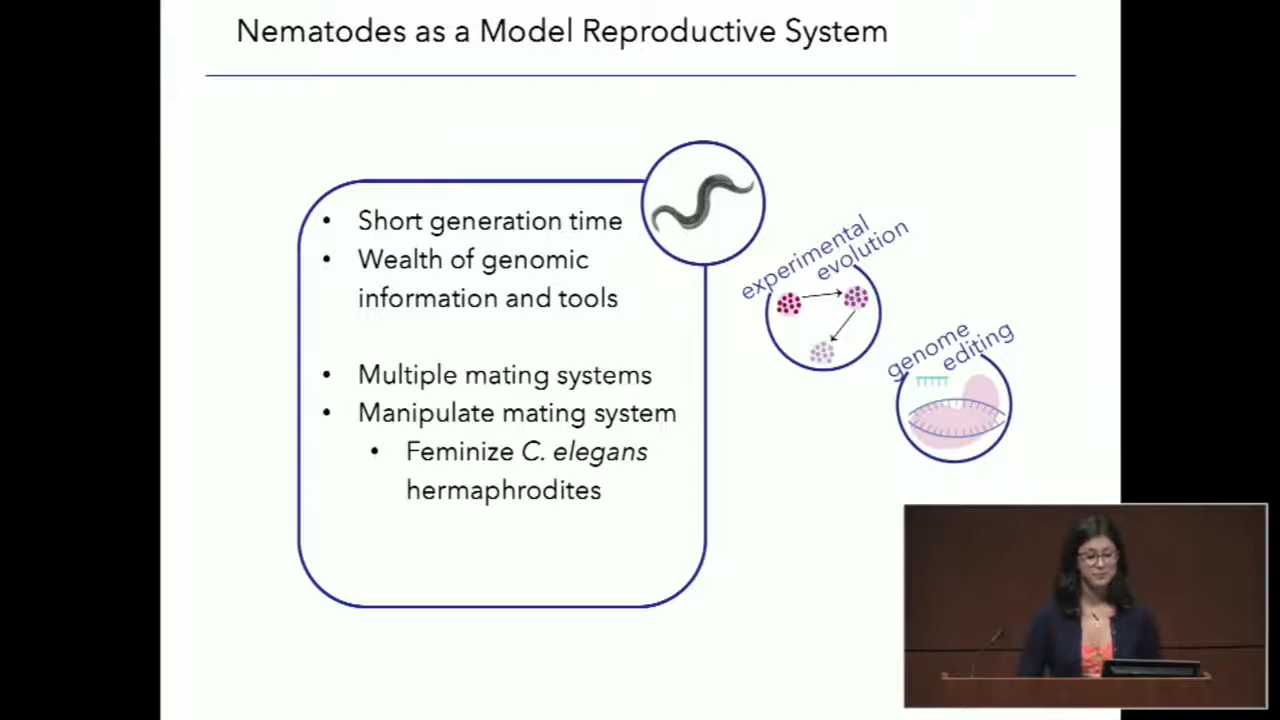 Nematodes as a Model Reproductive System
• Short generation time
• Wealth of genomic
information and tools
• Multiple mating systems
• Manipulate mating system
• Feminize C. elegans
hermaphrodites
experimental
evolution
genome
editing